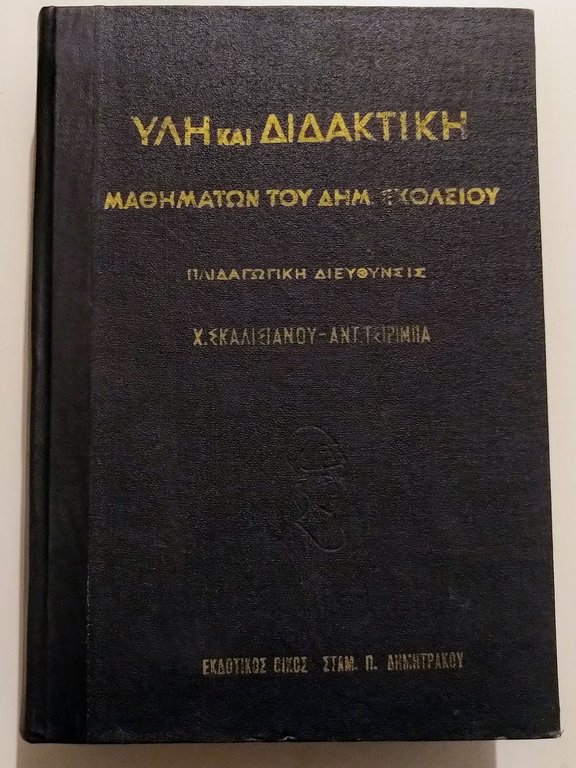 ΥΛΗ ΚΑΙ ΔΙΔΑΚΤΙΚΗ
ΜΑΘΗΜΑΤΩΝ ΤΟΥ ΔΗΜ. ΣΧΟΛΕΙΟΥ
ΠΑΙΔΑΓΩΓΙΚΗ ΔΙΕΥΘΥΝΣΙΣ
Χ. ΣΚΑΛΙΣΙΑΝΟΥ - ΑΝΤ. ΤΣΙΡΙΜΠΑ
ΕΚΔΟΤΙΚΟΣ ΟΙΚΟΣ ΣΤΑΜ. Π. ΔΗΜΗΤΡΑΚΟΥ